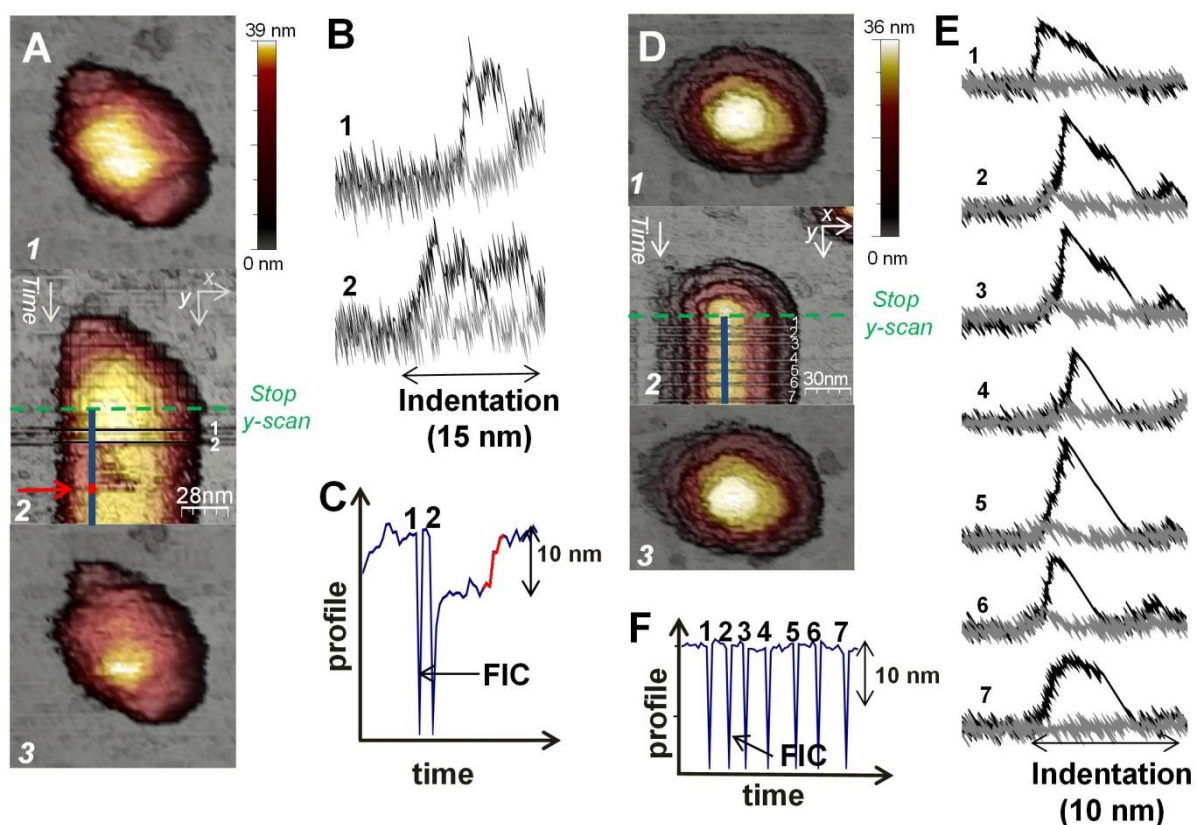 A
39 nm
0 nm
1
Time
x
y
Stop
y-scan
1
2
2
28nm
3
B
1
2
Indentation
(15 nm)
C
1 2
10 nm
FIC
profile
time
D
36 nm
0 nm
1
Time
x
y
Stop
y-scan
1
2
3
4
5
6
7
2
30nm
3
E
1
2
3
4
5
6
7
Indentation
(10 nm)
F
1 2 3 4 5 6 7
10 nm
FIC
profile
time